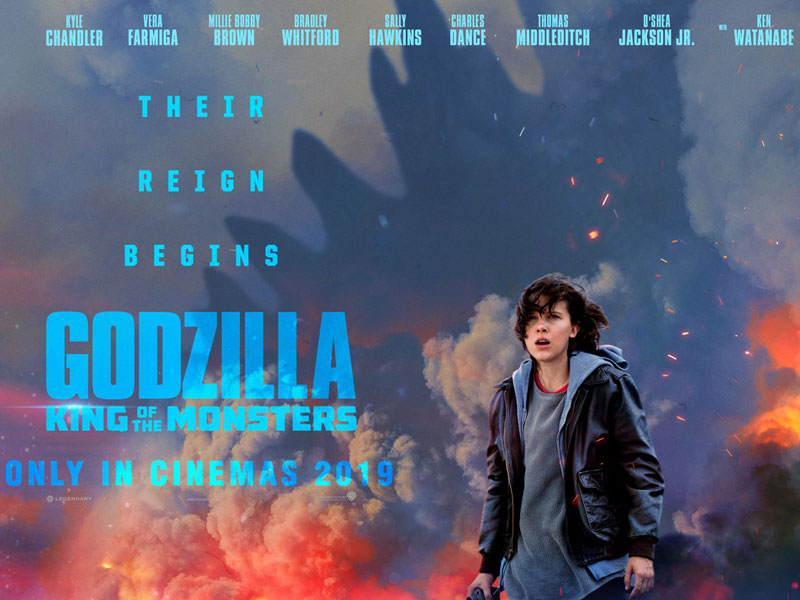 KYLE CHANDLER
VERA FARMIGA
MILLIE BOBBY BROWN
BRADLEY WHITFORD
SALLY HAWKINS
CHARLES DANCE
THOMAS MIDDLEDITCH
O'SHEA JACKSON JR.
WITH KEN WATANABE
THEIR
REIGN
BEGINS
GODZILLA
KING OF THE MONSTERS
ONLY IN CINEMAS 2019
LEGENDARY